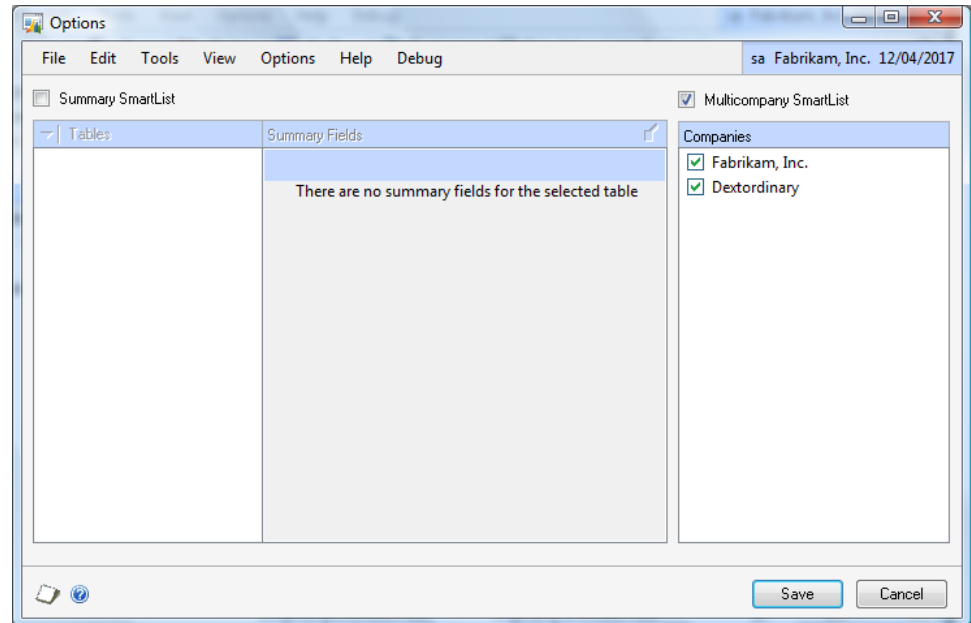 Options
File Edit Tools View Options Help Debug sa Fabrikam, Inc. 12/04/2017
Summary SmartList
Multicompany SmartList
Tables Summary Fields
Companies
There are no summary fields for the selected table
Fabrikam, Inc.
Dextordinary
Save Cancel